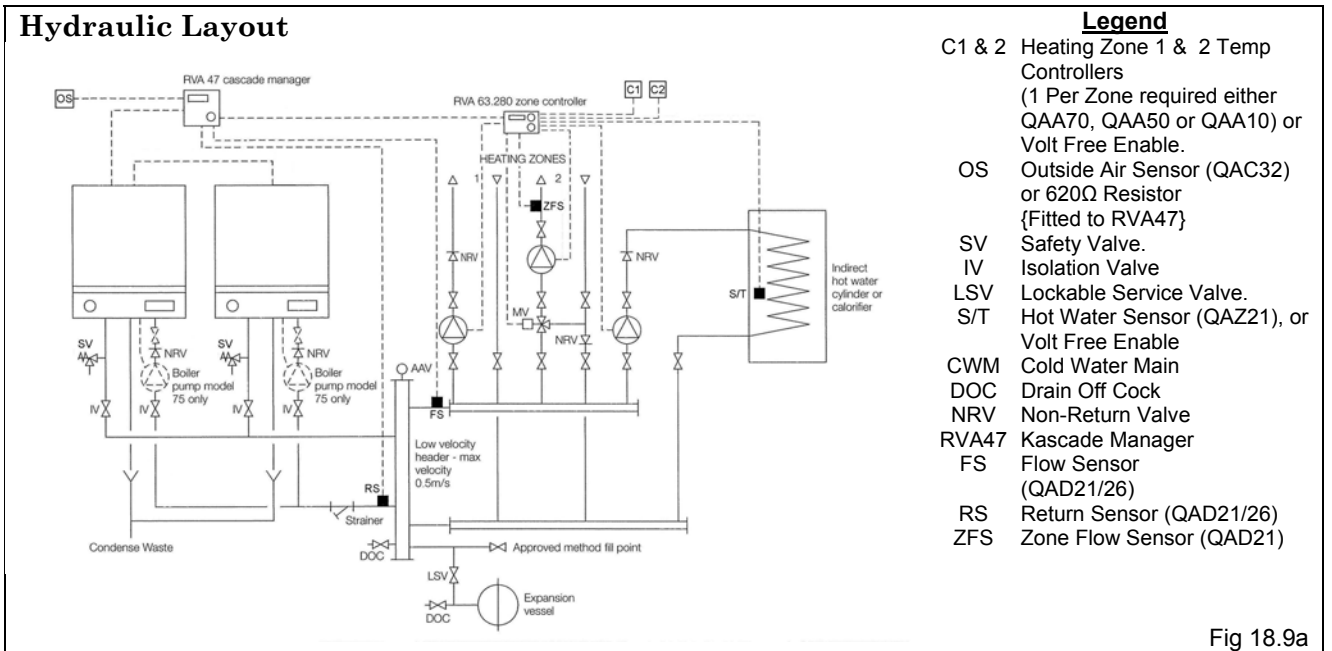 Hydraulic Layout
RVA 47 cascade manager
OS
RVA 63.280 zone controller
C1 C2
HEATING ZONES
1 2
ZFS
NRV
NRV
MV
NRV
S/T
Indirect
hot water
cylinder or
calorifier
SV
NRV
Boiler
pump model
75 only
IV
IV
SV
NRV
Boiler
pump model
75 only
IV
IV
AAV
FS
Low velocity
header - max
velocity
0.5m/s
RS
Strainer
Condense Waste
DOC
Approved method fill point
LSV
DOC
Expansion
vessel
Legend
C1 & 2 Heating Zone 1 & 2 Temp
Controllers
(1 Per Zone required either
QAA70, QAA50 or QAA10) or
Volt Free Enable.
OS Outside Air Sensor (QAC32)
or 620Ω Resistor
{Fitted to RVA47}
SV Safety Valve.
IV Isolation Valve
LSV Lockable Service Valve.
S/T Hot Water Sensor (QAZ21), or
Volt Free Enable
CWM Cold Water Main
DOC Drain Off Cock
NRV Non-Return Valve
RVA47 Kascade Manager
FS Flow Sensor
(QAD21/26)
RS Return Sensor (QAD21/26)
ZFS Zone Flow Sensor (QAD21)
Fig 18.9a